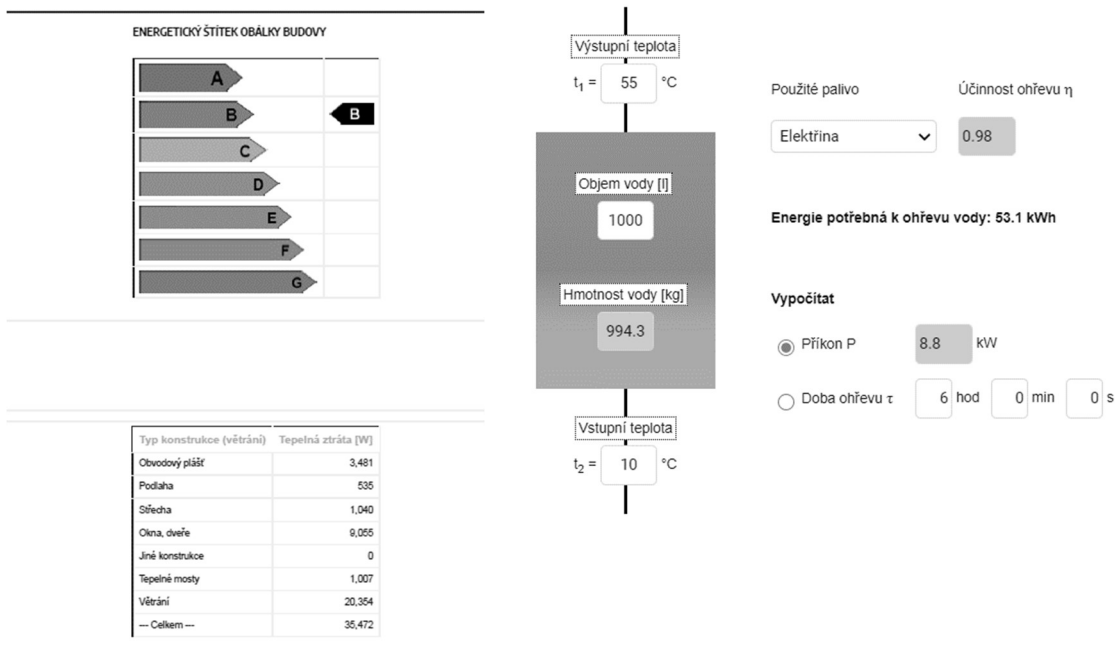 ENERGETICKÝ ŠTÍTEK OBÁLKY BUDOVY
A
B
B
C
D
E
F
G
Typ konstrukce (větrání) Tepelná ztráta [W]
Obvodový plášť 3,481
Podlaha 535
Střecha 1,040
Okna, dveře 9,055
Jiné konstrukce 0
Tepelné mosty 1,007
Větrání 20,354
--- Celkem --- 35,472
Výstupní teplota
t1 = 55 °C
Objem vody [l]
1000
Hmotnost vody [kg]
994.3
Vstupní teplota
t2 = 10 °C
Použité palivo Účinnost ohřevu η
Elektřina 0.98
Energie potřebná k ohřevu vody: 53.1 kWh
Vypočítat
Příkon P 8.8 kW
Doba ohřevu τ 6 hod 0 min 0 s